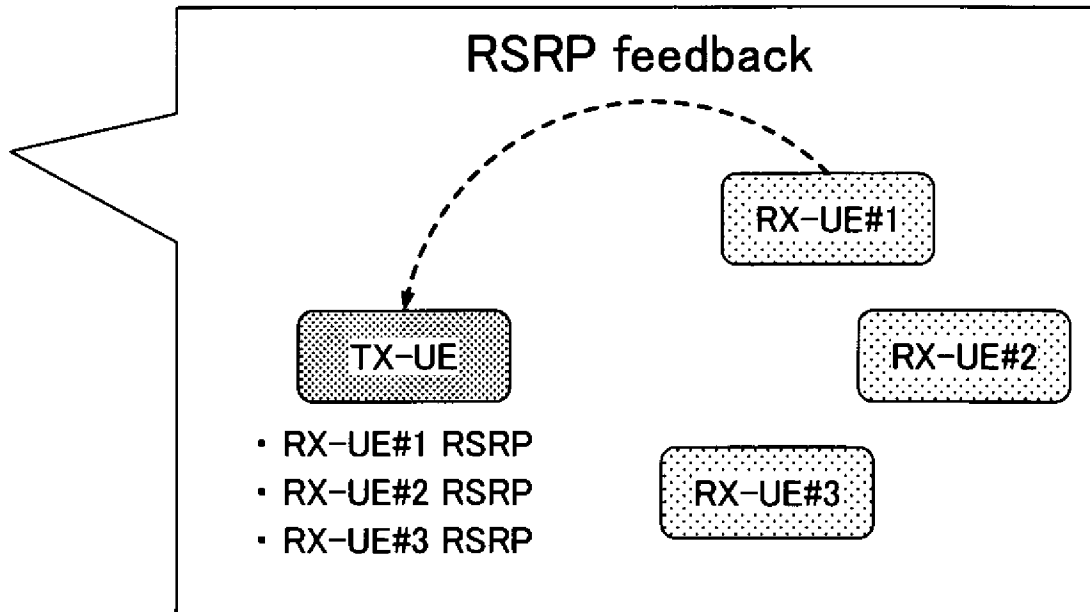 RSRP feedback
RX-UE#1
TX-UE
RX-UE#2
・ RX-UE#1 RSRP
・ RX-UE#2 RSRP
・ RX-UE#3 RSRP
RX-UE#3